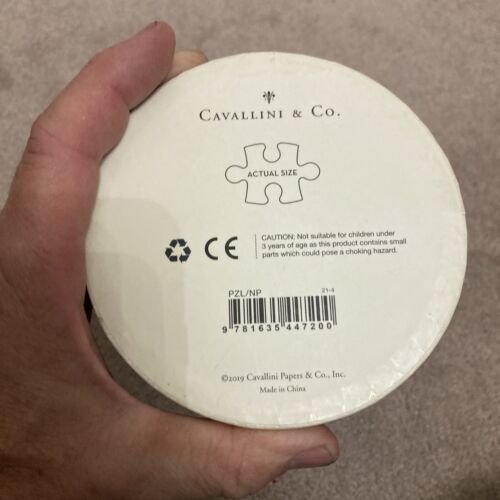 CAVALLINI & CO.
ACTUAL SIZE
CE
CAUTION: Not suitable for children under
3 years of age as this product contains small
parts which could pose a choking hazard.
PZL/NP 21-4
9 781635 447200
©2019 Cavallini Papers & Co., Inc.
Made in China